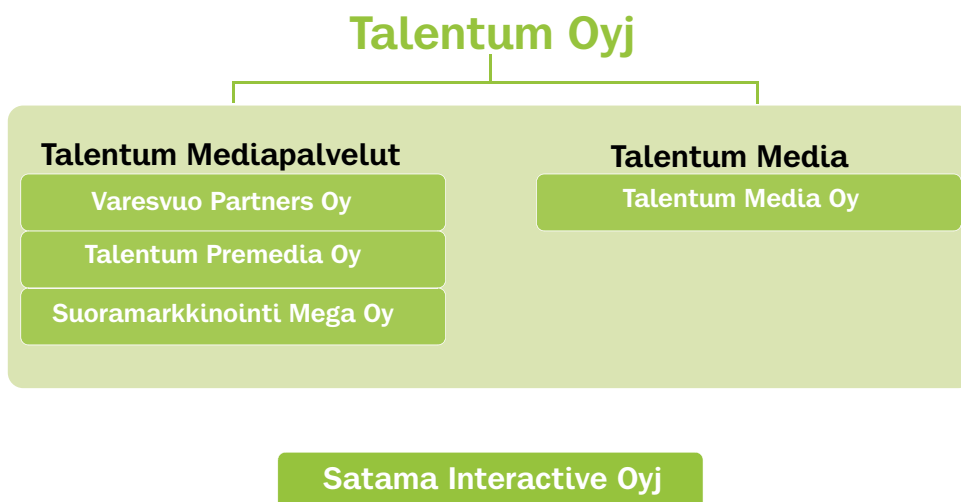 Talentum Oyj
Talentum Mediapalvelut
Varesvuo Partners Oy
Talentum Premedia Oy
Suoramarkkinointi Mega Oy
Talentum Media
Talentum Media Oy
Satama Interactive Oyj